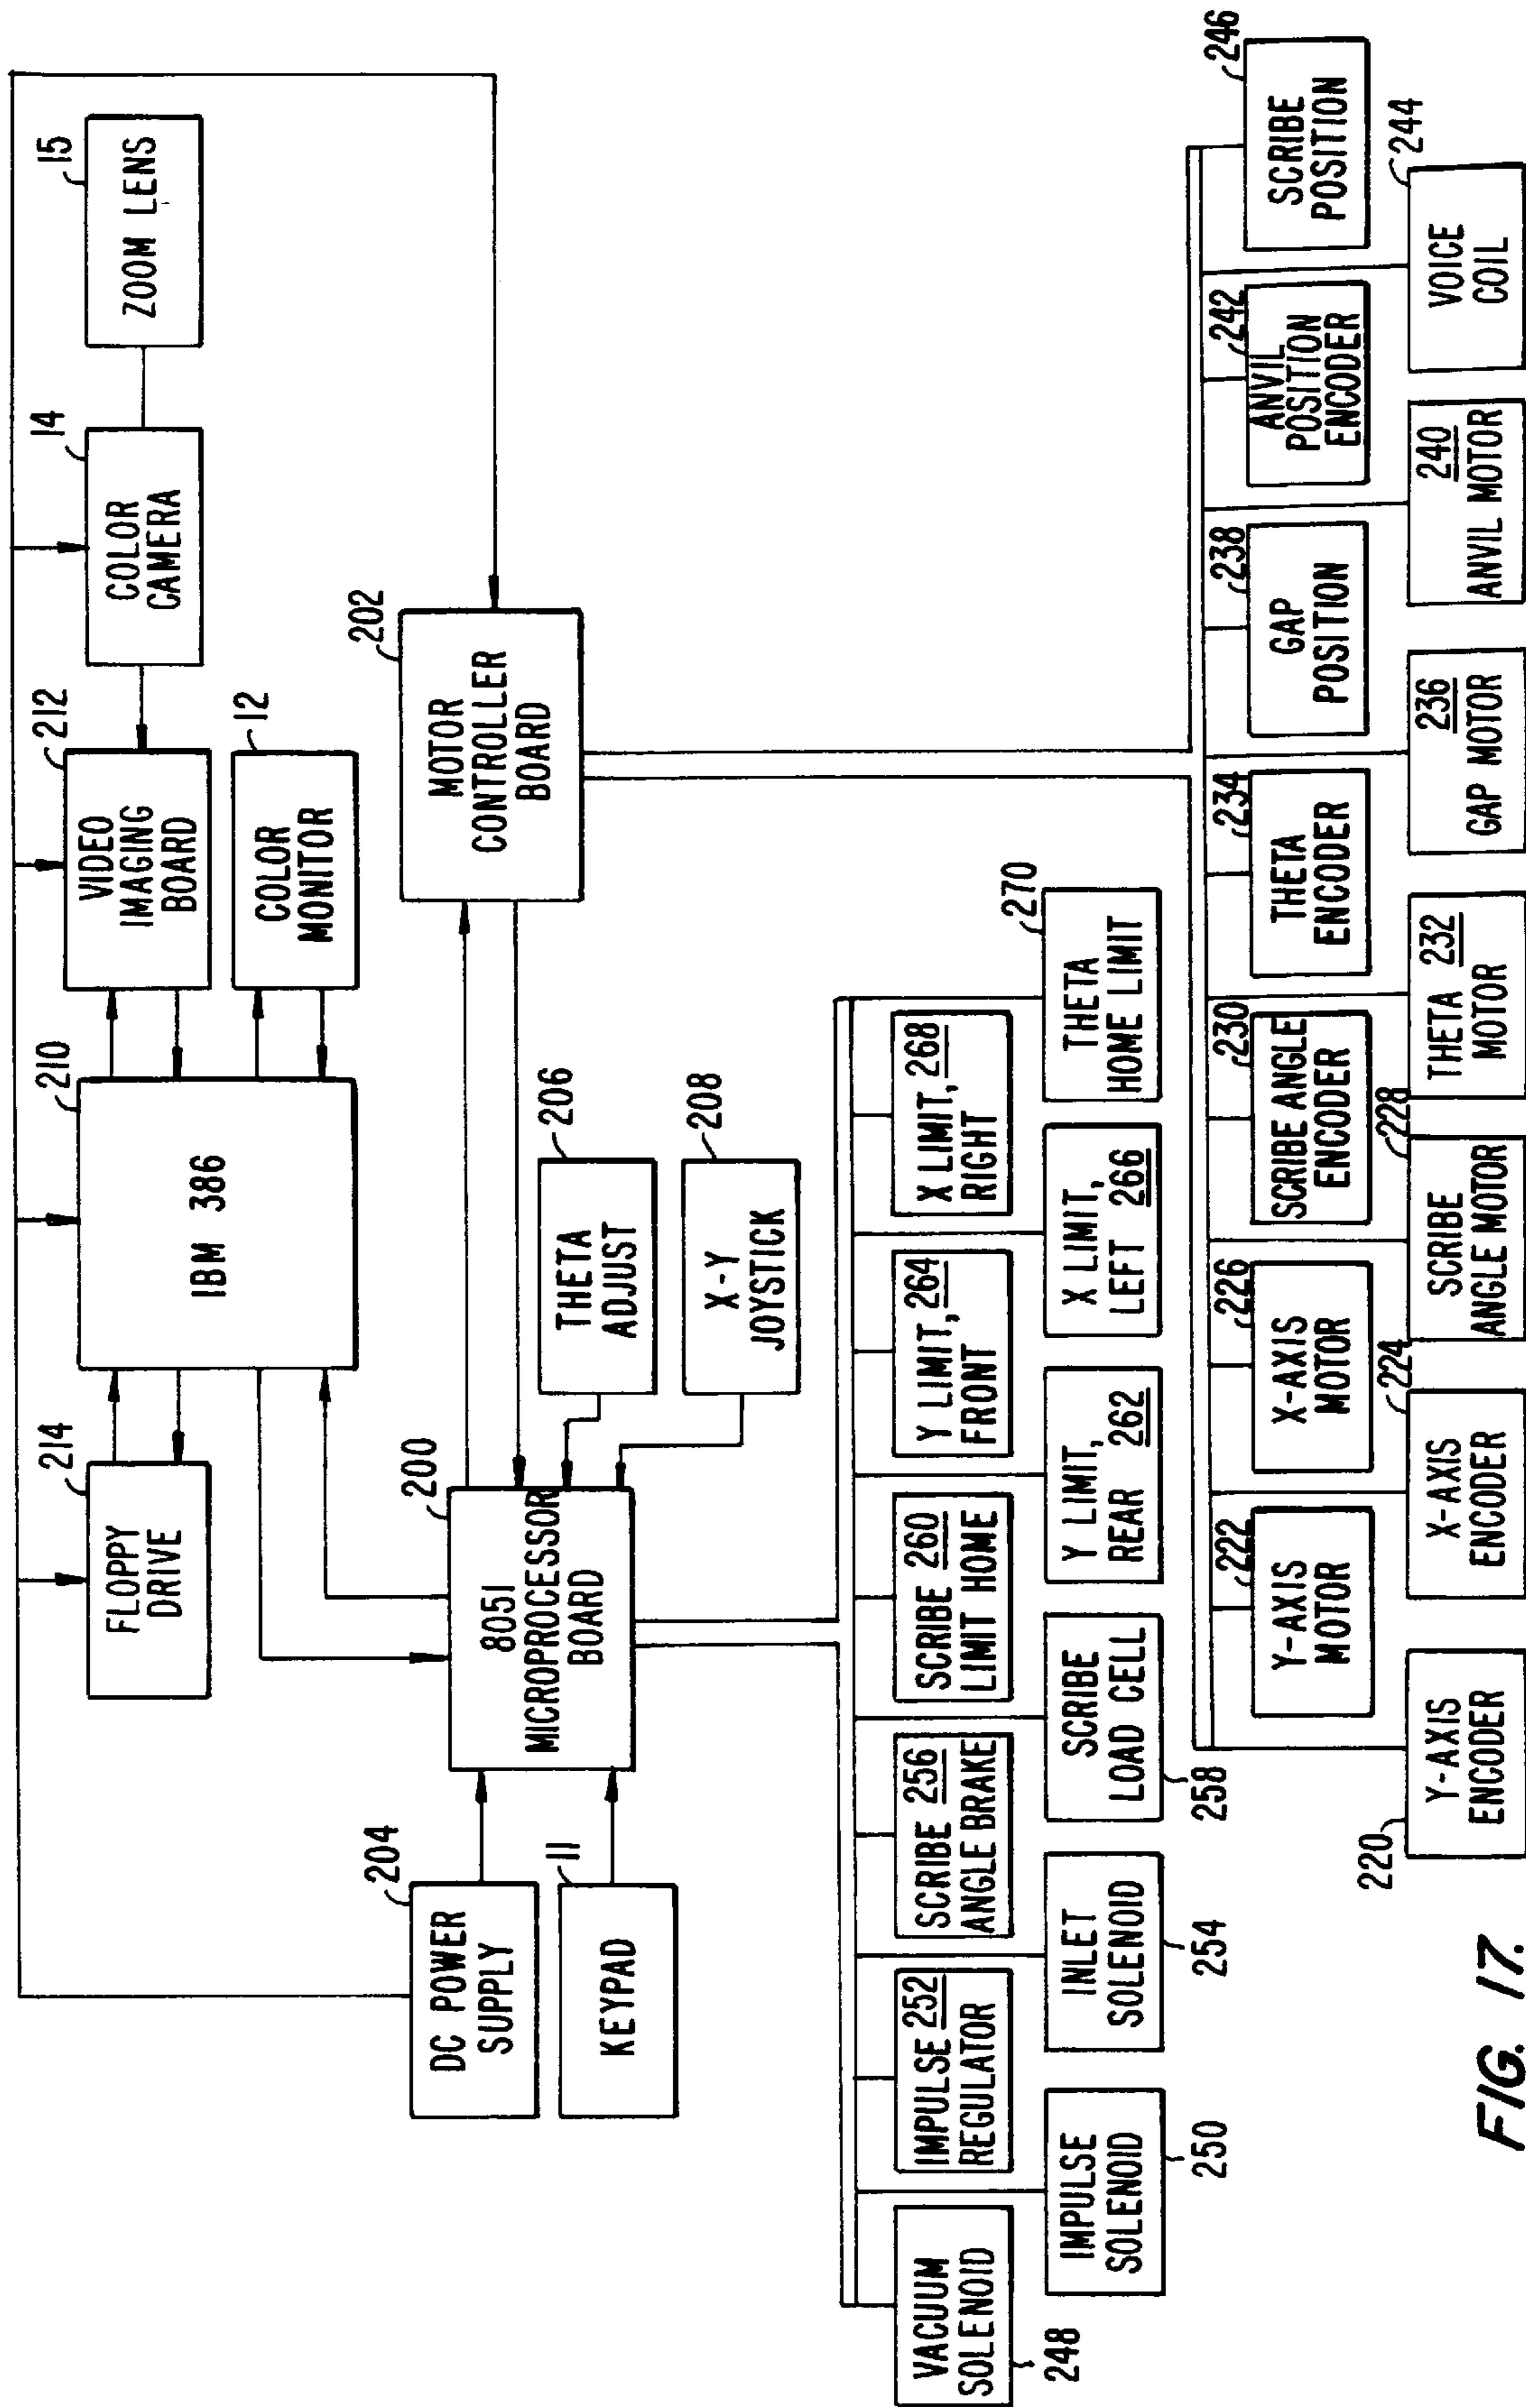 15
ZOOM LENS
14
COLOR
CAMERA
212
VIDEO
IMAGING
BOARD
12
COLOR
MONITOR
210
IBM 386
214
FLOPPY
DRIVE
202
MOTOR
CONTROLLER
BOARD
206
THETA
ADJUST
208
X-Y
JOYSTICK
200
8051
MICROPROCESSOR
BOARD
204
DC POWER
SUPPLY
11
KEYPAD
VACUUM
SOLENOID
248
IMPULSE 252
REGULATOR
IMPULSE
SOLENOID
250
SCRIBE 256
ANGLE BRAKE
INLET
SOLENOID
254
SCRIBE 260
LIMIT HOME
SCRIBE
LOAD CELL
258
Y LIMIT, 264
FRONT
Y LIMIT,
REAR 262
X LIMIT, 268
RIGHT
X LIMIT,
LEFT 266
270
THETA
HOME LIMIT
222
Y-AXIS
MOTOR
Y-AXIS
ENCODER
220
226
X-AXIS
MOTOR
224
X-AXIS
ENCODER
230
SCRIBE ANGLE
ENCODER
228
SCRIBE
ANGLE MOTOR
234
THETA
ENCODER
THETA 232
MOTOR
238
GAP
POSITION
236
GAP MOTOR
242
ANVIL
POSITION
ENCODER
240
ANVIL MOTOR
246
SCRIBE
POSITION
244
VOICE
COIL
FIG. 17.